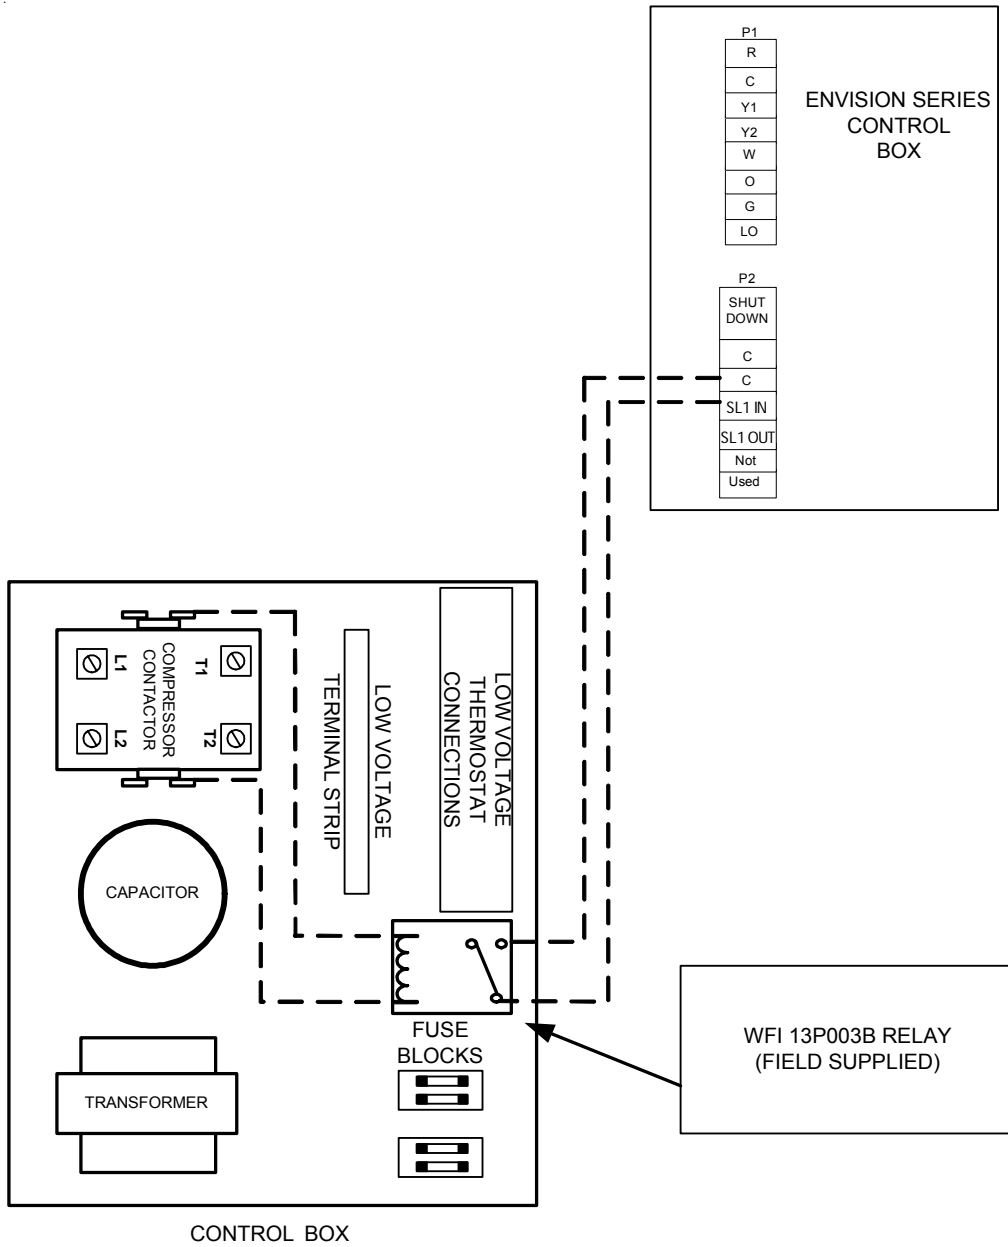 P1
R
C
Y1
Y2
W
O
G
LO
ENVISION SERIES
CONTROL
BOX
P2
SHUT
DOWN
C
C
SL1 IN
SL1 OUT
Not
Used
L1
L2
COMPRESSOR
CONTACTOR
T1
T2
LOW VOLTAGE
TERMINAL STRIP
LOW VOLTAGE
THERMOSTAT
CONNECTIONS
CAPACITOR
FUSE
BLOCKS
TRANSFORMER
WFI 13P003B RELAY
(FIELD SUPPLIED)
CONTROL BOX